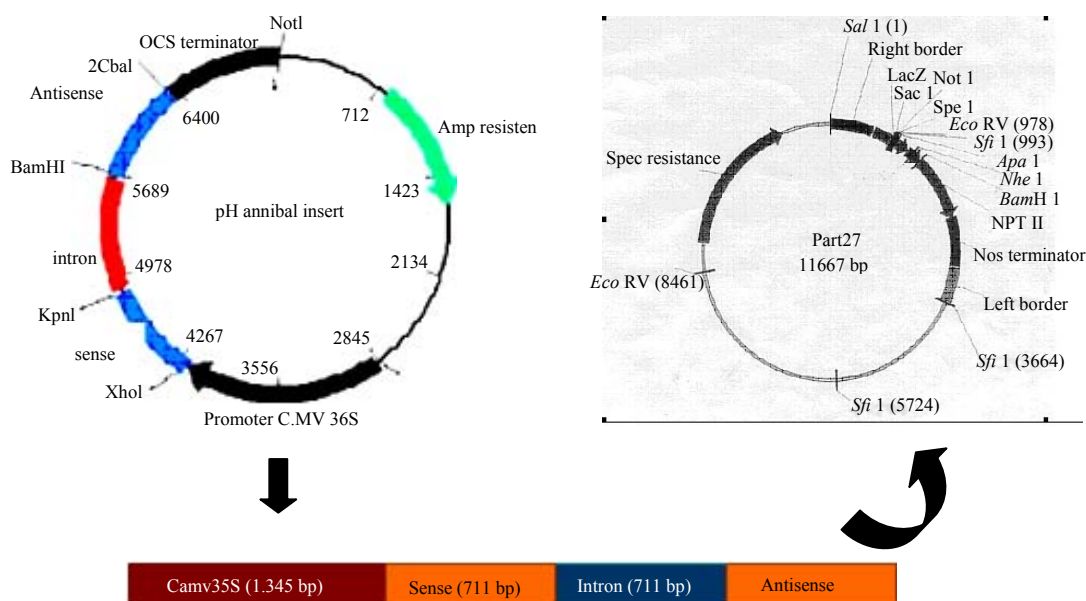 NotI
OCS terminator
2CbaI
Antisense
6400
712
Amp resisten
BamHI
5689
1423
pH annibal insert
intron
4978
2134
KpnI
sense
4267
2845
3556
XhoI
Promoter C.MV 36S
Sal 1 (1)
Right border
LacZ
Not 1
Sac 1
Spe 1
Eco RV (978)
Sfi 1 (993)
Apa 1
Nhe 1
BamH 1
NPT II
Spec resistance
Part27
11667 bp
Nos terminator
Eco RV (8461)
Left border
Sfi 1 (3664)
Sfi 1 (5724)
Camv35S (1.345 bp)
Sense (711 bp)
Intron (711 bp)
Antisense